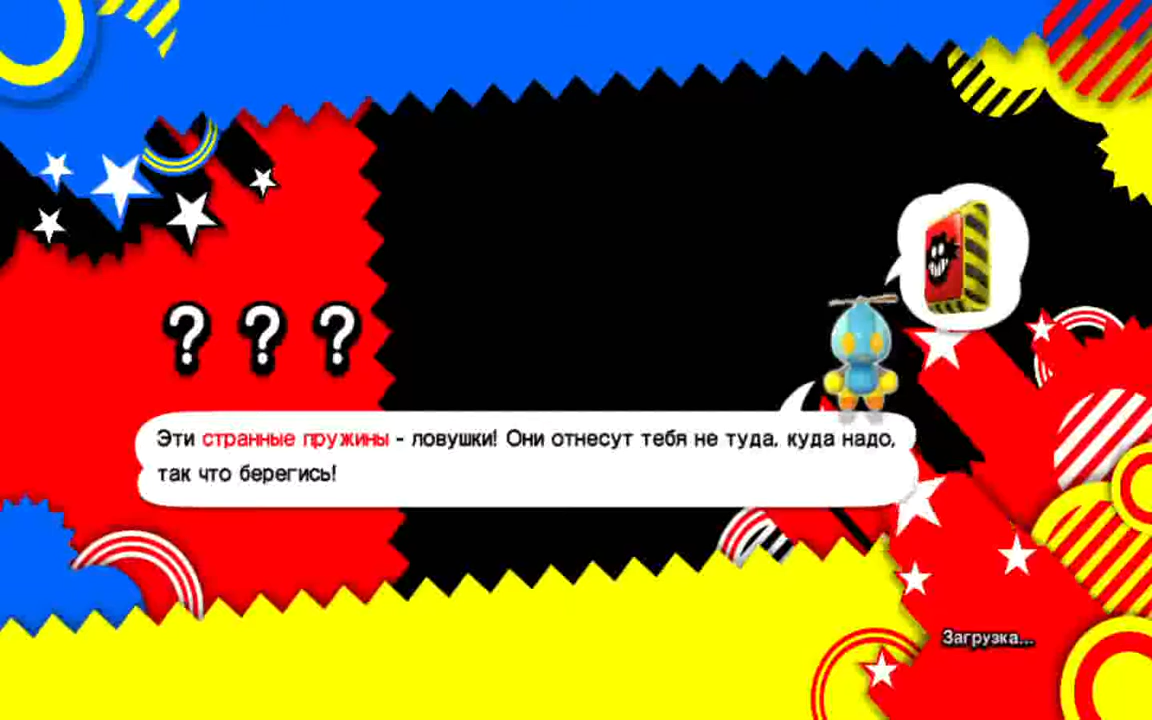 ? ? ?
Эти странные пружины - ловушки! Они отнесут тебя не туда, куда надо,
так что берегись!
Загрузка...